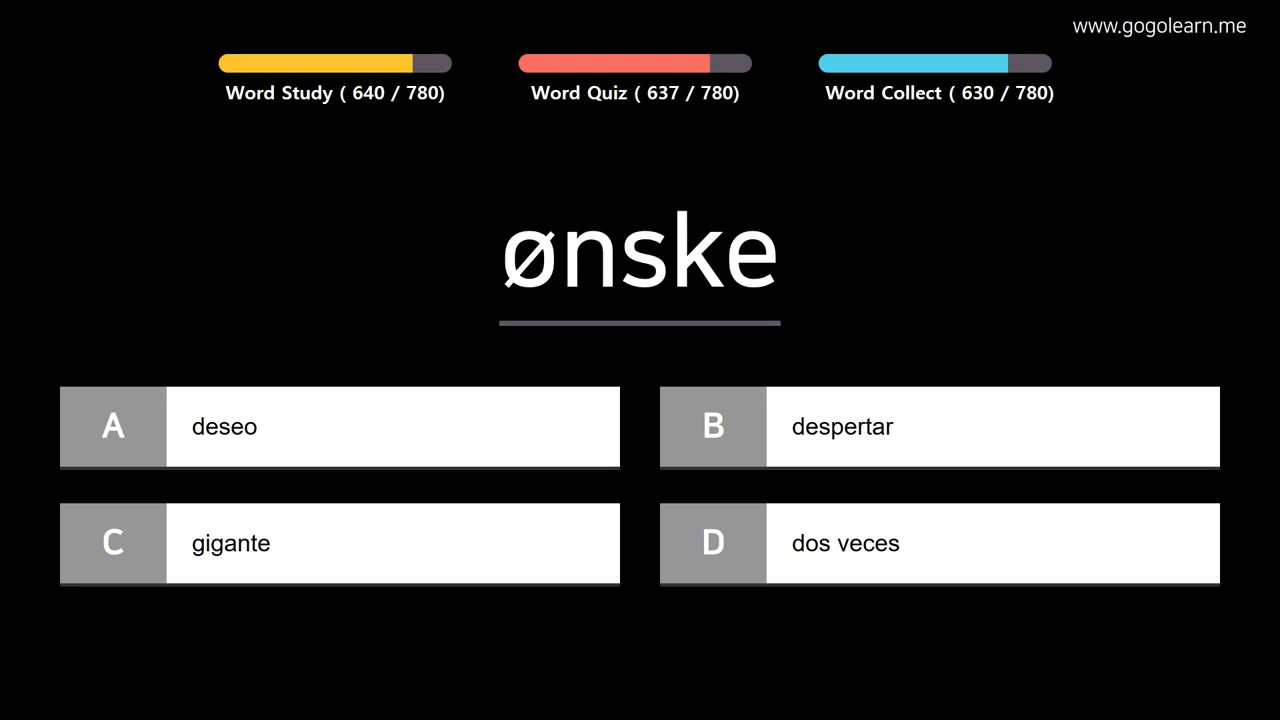 www.gogolearn.me
Word Study ( 640 / 780)
Word Quiz ( 637 / 780)
Word Collect ( 630 / 780)
ønske
A deseo
B despertar
C gigante
D dos veces